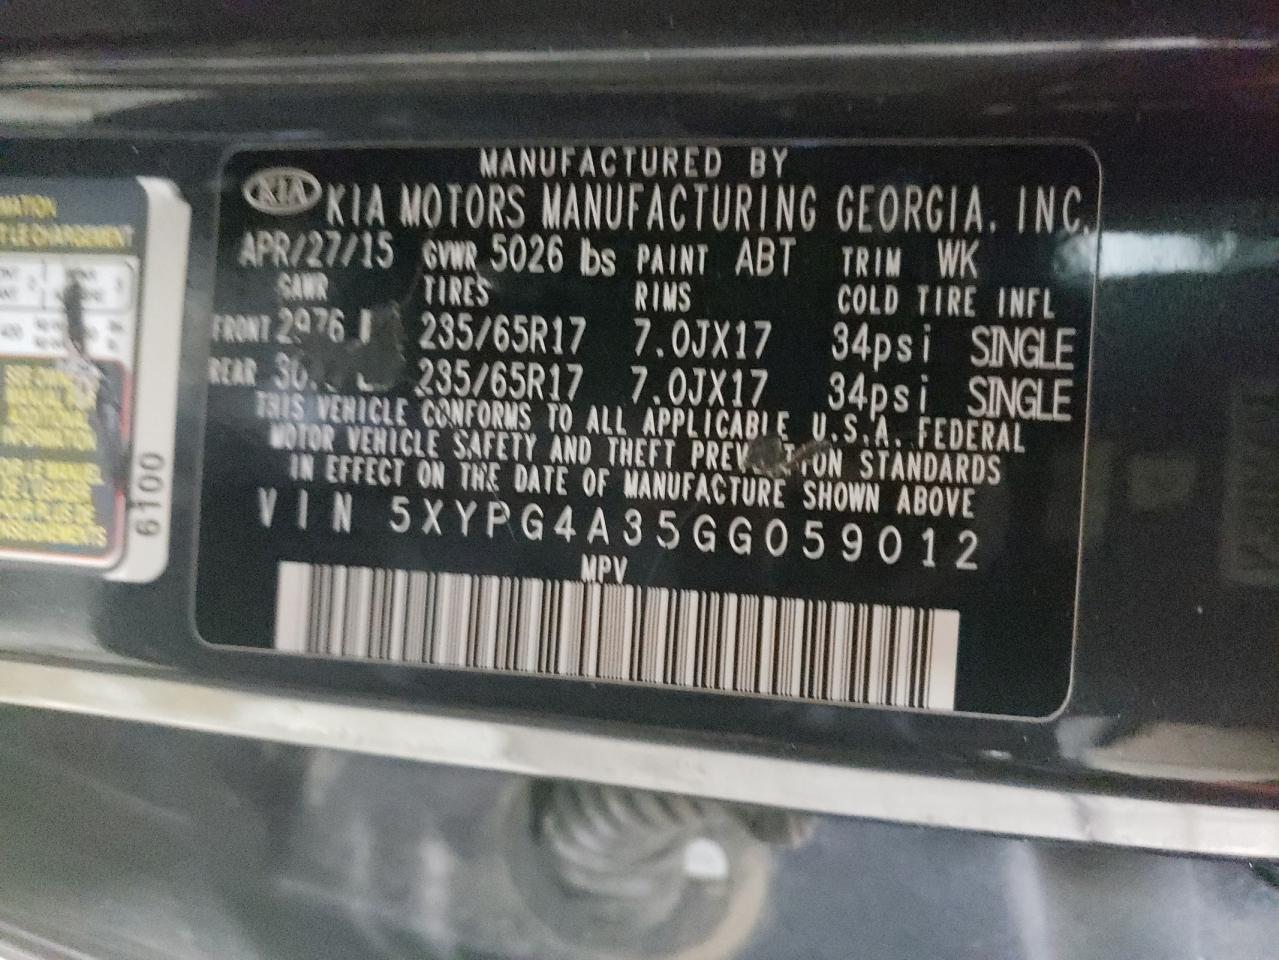 MANUFACTURED BY
KIA KIA MOTORS MANUFACTURING GEORGIA, INC.
APR/27/15 GVWR 5026 lbs PAINT ABT TRIM WK
GAWR TIRES RIMS COLD TIRE INFL
FRONT 2976 235/65R17 7.0JX17 34psi SINGLE
REAR 235/65R17 7.0JX17 34psi SINGLE
THIS VEHICLE CONFORMS TO ALL APPLICABLE U.S.A. FEDERAL
MOTOR VEHICLE SAFETY AND THEFT PREVENTION STANDARDS
IN EFFECT ON THE DATE OF MANUFACTURE SHOWN ABOVE
VIN 5XYPG4A35GG059012
MPV
6100